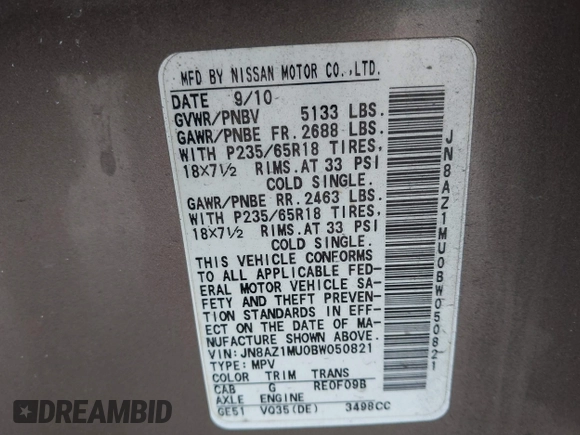 MFD BY NISSAN MOTOR CO.,LTD.
DATE 9/10
GVWR/PNBV 5133 LBS.
GAWR/PNBE FR. 2688 LBS.
WITH P235/65R18 TIRES,
18X7½ RIMS. AT 33 PSI
COLD SINGLE.
GAWR/PNBE RR. 2463 LBS.
WITH P235/65R18 TIRES,
18X7½ RIMS. AT 33 PSI
COLD SINGLE.
THIS VEHICLE CONFORMS
TO ALL APPLICABLE FED-
ERAL MOTOR VEHICLE SA-
FETY AND THEFT PREVEN-
TION STANDARDS IN EFF-
ECT ON THE DATE OF MA-
NUFACTURE SHOWN ABOVE.
VIN: JN8AZ1MU0BW050821
TYPE: MPV
COLOR TRIM TRANS
CAB G RE0F09B
AXLE ENGINE
GE51 VQ35(DE) 3498CC
JN8AZ1MU0BW050821
DREAMBID